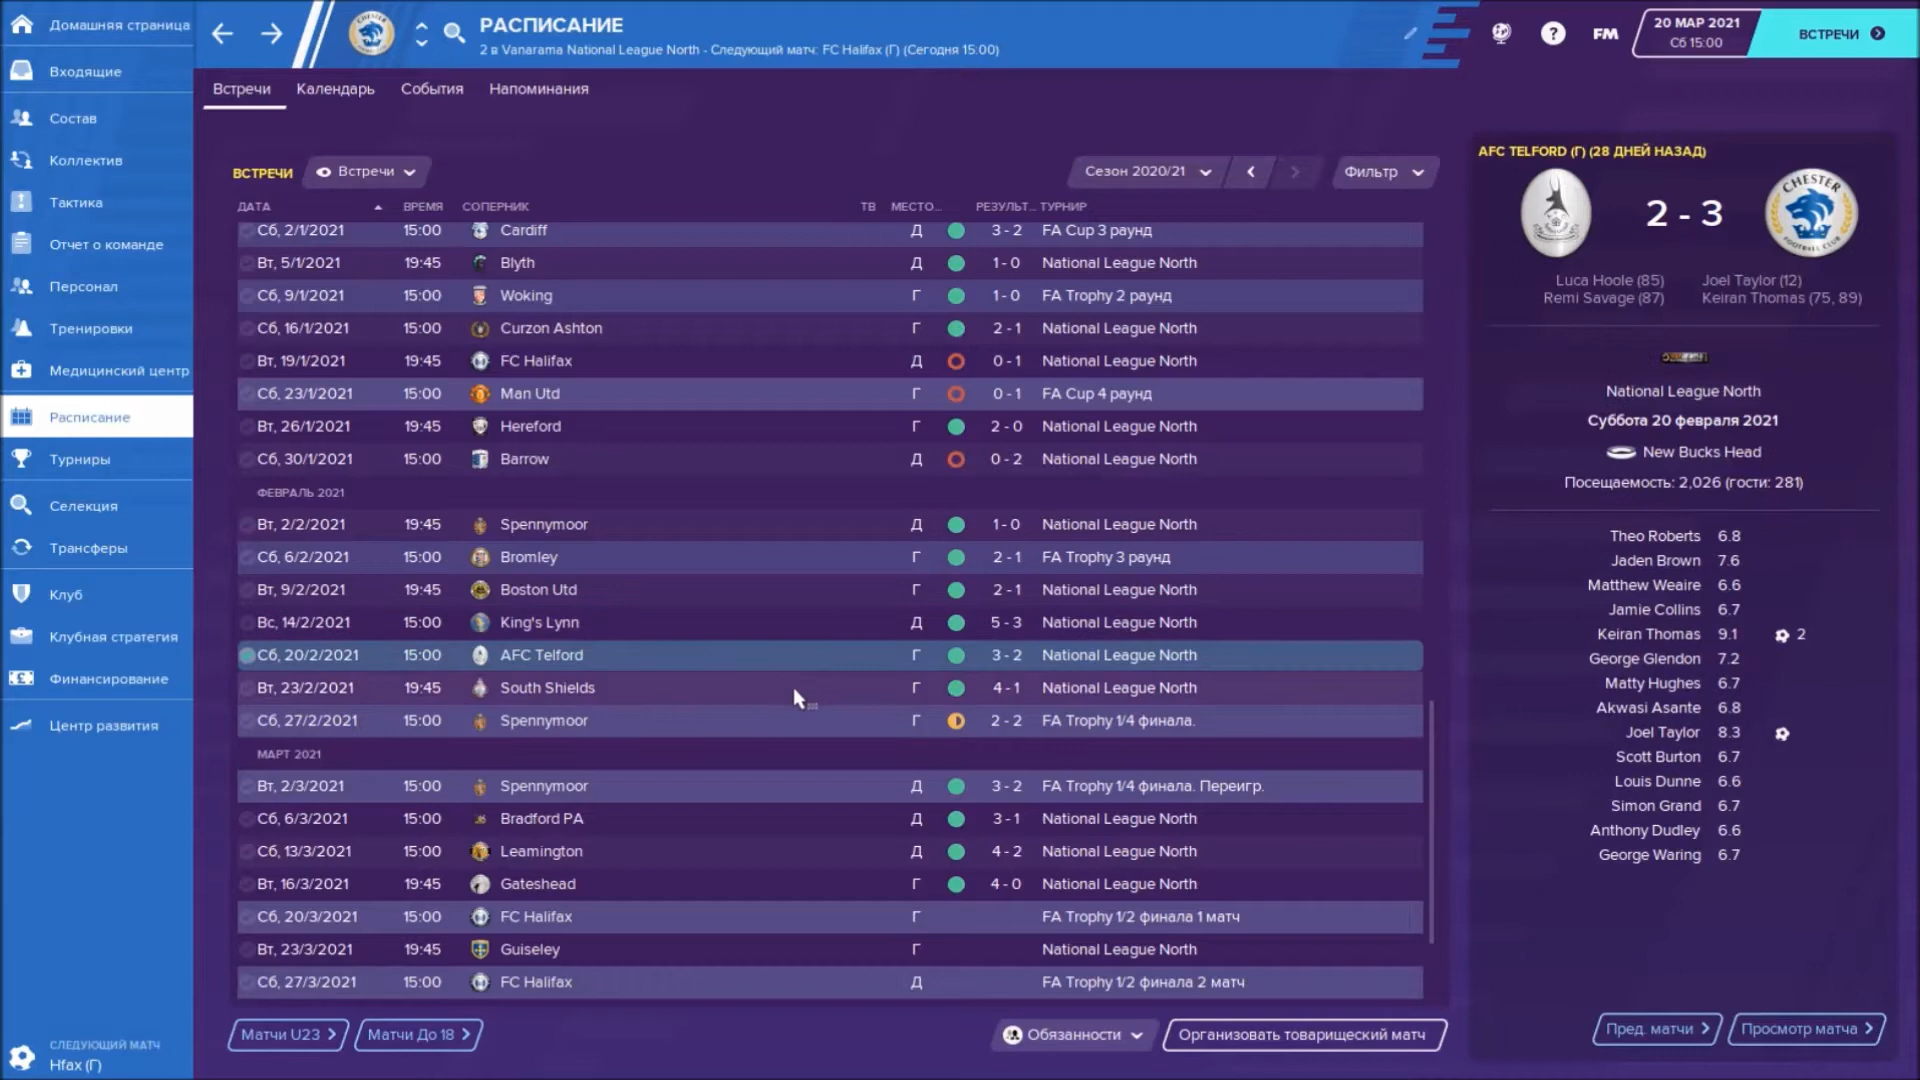 Домашняя страница
Входящие
Состав
Коллектив
Тактика
Отчет о команде
Персонал
Тренировки
Медицинский центр
Расписание
Турниры
Селекция
Трансферы
Клуб
Клубная стратегия
Финансирование
Центр развития
СЛЕДУЮЩИЙ МАТЧ
Hfax (Г)
РАСПИСАНИЕ
2 в Vanarama National League North - Следующий матч: FC Halifax (Г) (Сегодня 15:00)
? FM
20 МАР 2021
Сб 15:00
ВСТРЕЧИ
Встречи Календарь События Напоминания
ВСТРЕЧИ Встречи Сезон 2020/21 Фильтр
ДАТА ВРЕМЯ СОПЕРНИК ТВ МЕСТО... РЕЗУЛЬТ... ТУРНИР
Сб, 2/1/2021 15:00 Cardiff Д 3 - 2 FA Cup 3 раунд
Вт, 5/1/2021 19:45 Blyth Д 1 - 0 National League North
Сб, 9/1/2021 15:00 Woking Г 1 - 0 FA Trophy 2 раунд
Сб, 16/1/2021 15:00 Curzon Ashton Г 2 - 1 National League North
Вт, 19/1/2021 19:45 FC Halifax Д 0 - 1 National League North
Сб, 23/1/2021 15:00 Man Utd Г 0 - 1 FA Cup 4 раунд
Вт, 26/1/2021 19:45 Hereford Г 2 - 0 National League North
Сб, 30/1/2021 15:00 Barrow Д 0 - 2 National League North
ФЕВРАЛЬ 2021
Вт, 2/2/2021 19:45 Spennymoor Д 1 - 0 National League North
Сб, 6/2/2021 15:00 Bromley Г 2 - 1 FA Trophy 3 раунд
Вт, 9/2/2021 19:45 Boston Utd Г 2 - 1 National League North
Вс, 14/2/2021 15:00 King's Lynn Д 5 - 3 National League North
Сб, 20/2/2021 15:00 AFC Telford Г 3 - 2 National League North
Вт, 23/2/2021 19:45 South Shields Г 4 - 1 National League North
Сб, 27/2/2021 15:00 Spennymoor Г 2 - 2 FA Trophy 1/4 финала.
МАРТ 2021
Вт, 2/3/2021 15:00 Spennymoor Д 3 - 2 FA Trophy 1/4 финала. Переигр.
Сб, 6/3/2021 15:00 Bradford PA Д 3 - 1 National League North
Сб, 13/3/2021 15:00 Leamington Д 4 - 2 National League North
Вт, 16/3/2021 19:45 Gateshead Г 4 - 0 National League North
Сб, 20/3/2021 15:00 FC Halifax Г FA Trophy 1/2 финала 1 матч
Вт, 23/3/2021 19:45 Guiseley Г National League North
Сб, 27/3/2021 15:00 FC Halifax Д FA Trophy 1/2 финала 2 матч
Матчи U23 Матчи До 18 Обязанности Организовать товарищеский матч
AFC TELFORD (Г) (28 ДНЕЙ НАЗАД)
2 - 3
CHESTER
FOOTBALL CLUB
Luca Hoole (85) Joel Taylor (12)
Remi Savage (87) Keiran Thomas (75, 89)
National League North
Суббота 20 февраля 2021
New Bucks Head
Посещаемость: 2,026 (гости: 281)
Theo Roberts 6.8
Jaden Brown 7.6
Matthew Weaire 6.6
Jamie Collins 6.7
Keiran Thomas 9.1 2
George Glendon 7.2
Matty Hughes 6.7
Akwasi Asante 6.8
Joel Taylor 8.3
Scott Burton 6.7
Louis Dunne 6.6
Simon Grand 6.7
Anthony Dudley 6.6
George Waring 6.7
Пред. матчи Просмотр матча